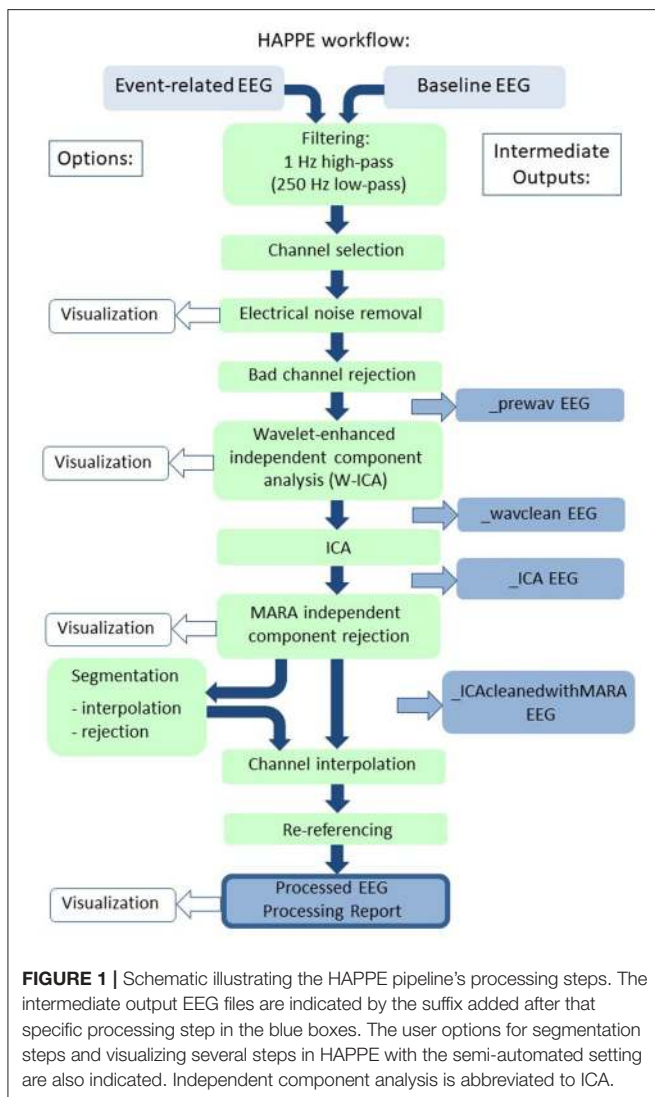 HAPPE workflow:
Event-related EEG
Baseline EEG
Options:
Filtering:
1 Hz high-pass
(250 Hz low-pass)
Intermediate
Outputs:
Channel selection
Visualization
Electrical noise removal
Bad channel rejection
_prewav EEG
Visualization
Wavelet-enhanced
independent component
analysis (W-ICA)
_wavclean EEG
ICA
_ICA EEG
Visualization
MARA independent
component rejection
Segmentation
- interpolation
- rejection
_ICAcleanedwithMARA
EEG
Channel interpolation
Re-referencing
Visualization
Processed EEG
Processing Report
FIGURE 1 | Schematic illustrating the HAPPE pipeline's processing steps. The
intermediate output EEG files are indicated by the suffix added after that
specific processing step in the blue boxes. The user options for segmentation
steps and visualizing several steps in HAPPE with the semi-automated setting
are also indicated. Independent component analysis is abbreviated to ICA.